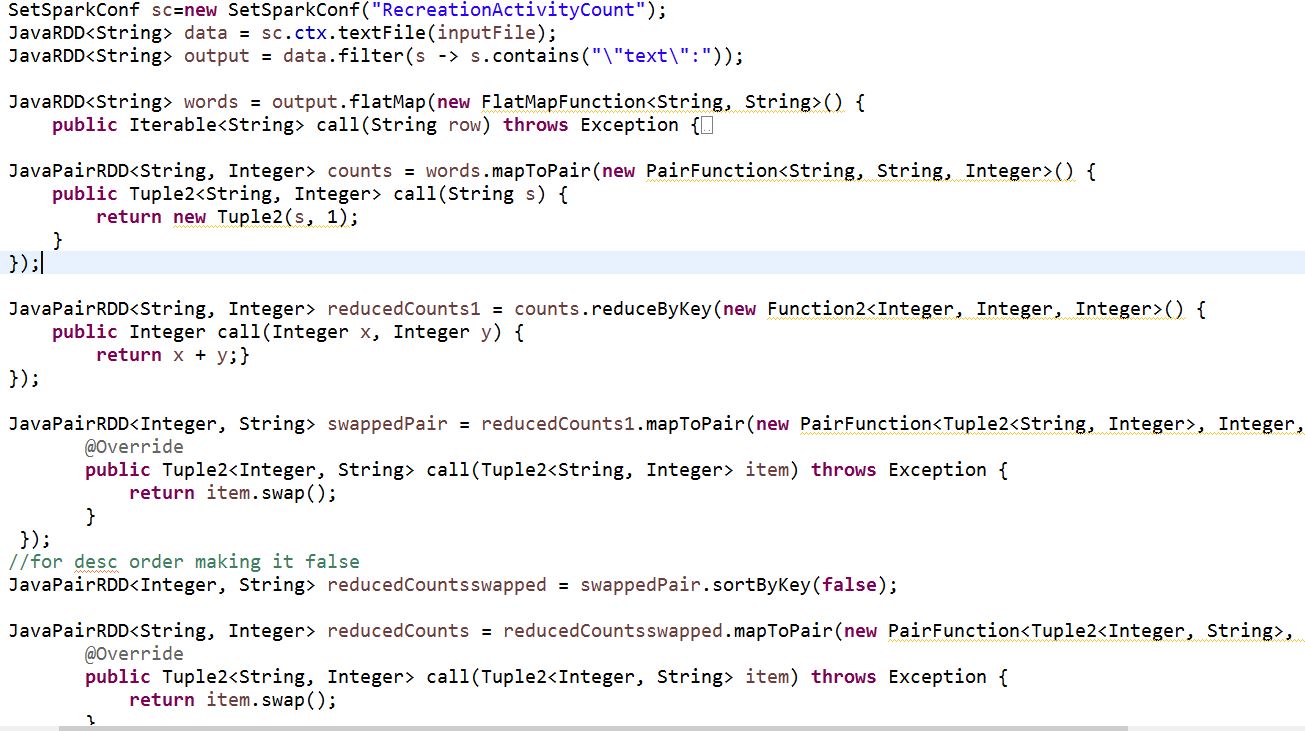 SetSparkConf sc=new SetSparkConf("RecreationActivityCount");
JavaRDD<String> data = sc.ctx.textFile(inputFile);
JavaRDD<String> output = data.filter(s -> s.contains("\"text\":"));
JavaRDD<String> words = output.flatMap(new FlatMapFunction<String, String>() {
    public Iterable<String> call(String row) throws Exception {
JavaPairRDD<String, Integer> counts = words.mapToPair(new PairFunction<String, String, Integer>() {
    public Tuple2<String, Integer> call(String s) {
        return new Tuple2(s, 1);
    }
});
JavaPairRDD<String, Integer> reducedCounts1 = counts.reduceByKey(new Function2<Integer, Integer, Integer>() {
    public Integer call(Integer x, Integer y) {
        return x + y;}
});
JavaPairRDD<Integer, String> swappedPair = reducedCounts1.mapToPair(new PairFunction<Tuple2<String, Integer>, Integer,
       @Override
       public Tuple2<Integer, String> call(Tuple2<String, Integer> item) throws Exception {
           return item.swap();
       }
 });
//for desc order making it false
JavaPairRDD<Integer, String> reducedCountsswapped = swappedPair.sortByKey(false);
JavaPairRDD<String, Integer> reducedCounts = reducedCountsswapped.mapToPair(new PairFunction<Tuple2<Integer, String>,
       @Override
       public Tuple2<String, Integer> call(Tuple2<Integer, String> item) throws Exception {
           return item.swap();
       }